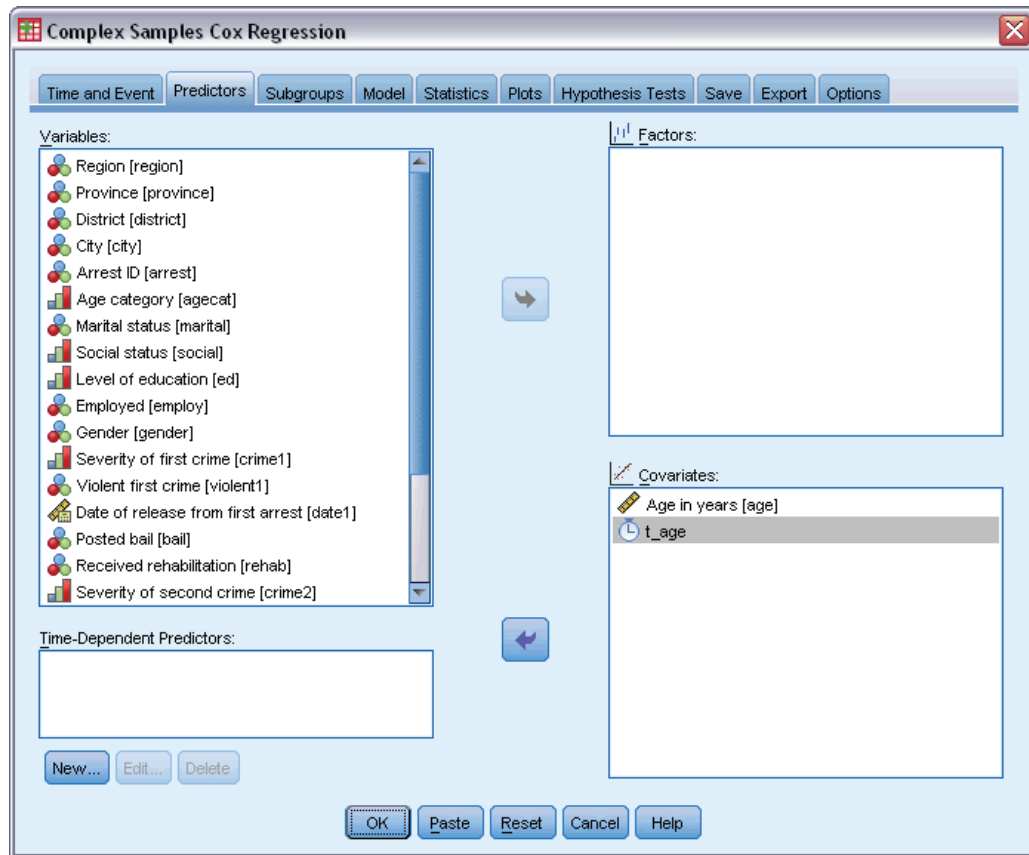 Complex Samples Cox Regression
Time and Event Predictors Subgroups Model Statistics Plots Hypothesis Tests Save Export Options
Variables:
Region [region]
Province [province]
District [district]
City [city]
Arrest ID [arrest]
Age category [agecat]
Marital status [marital]
Social status [social]
Level of education [ed]
Employed [employ]
Gender [gender]
Severity of first crime [crime1]
Violent first crime [violent1]
Date of release from first arrest [date1]
Posted bail [bail]
Received rehabilitation [rehab]
Severity of second crime [crime2]
Time-Dependent Predictors:
New... Edit... Delete
Factors:
Covariates:
Age in years [age]
t_age
OK Paste Reset Cancel Help